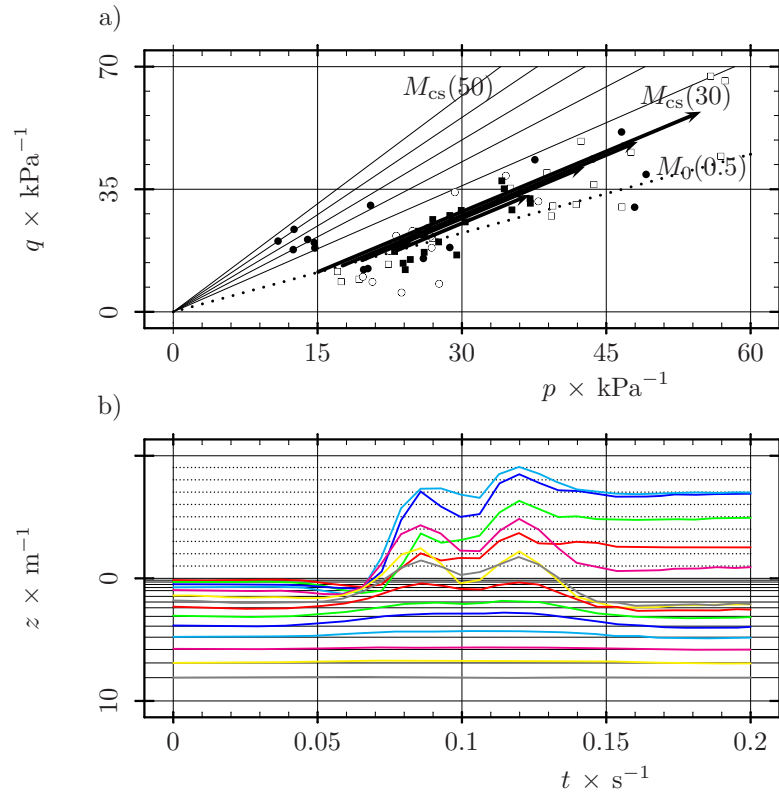 a)
70
M_cs(50)
M_cs(30)
q × kPa⁻¹
35
M_0(0.5)
0
0 15 30 45 60
p × kPa⁻¹
b)
z × m⁻¹
0
10
0 0.05 0.1 0.15 0.2
t × s⁻¹